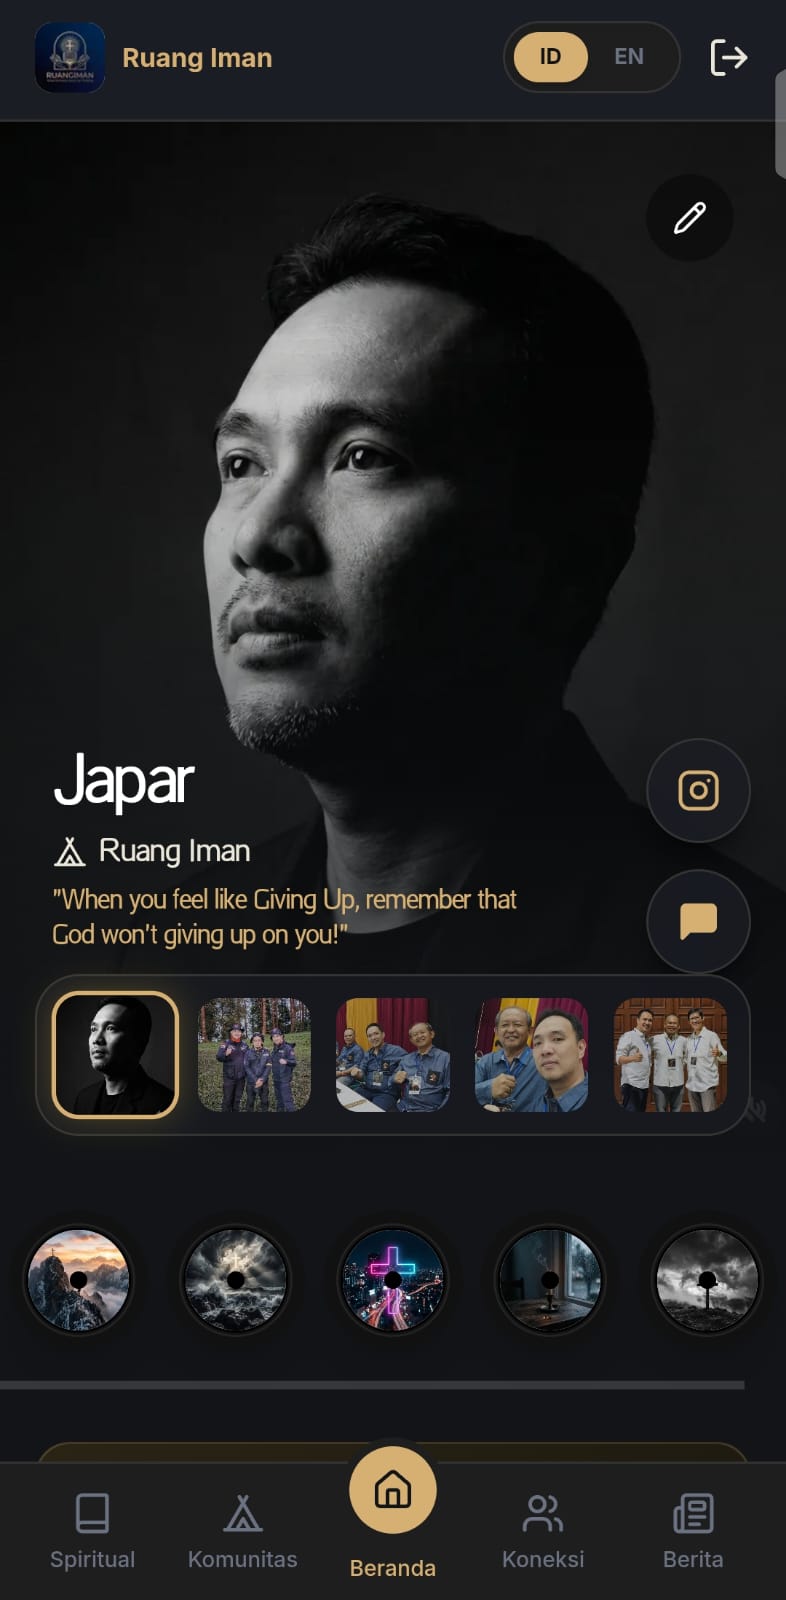 RUANGIMAN
Ruang Iman
ID
EN
Japar
Ruang Iman
"When you feel like Giving Up, remember that
God won't giving up on you!"
Spiritual
Komunitas
Beranda
Koneksi
Berita